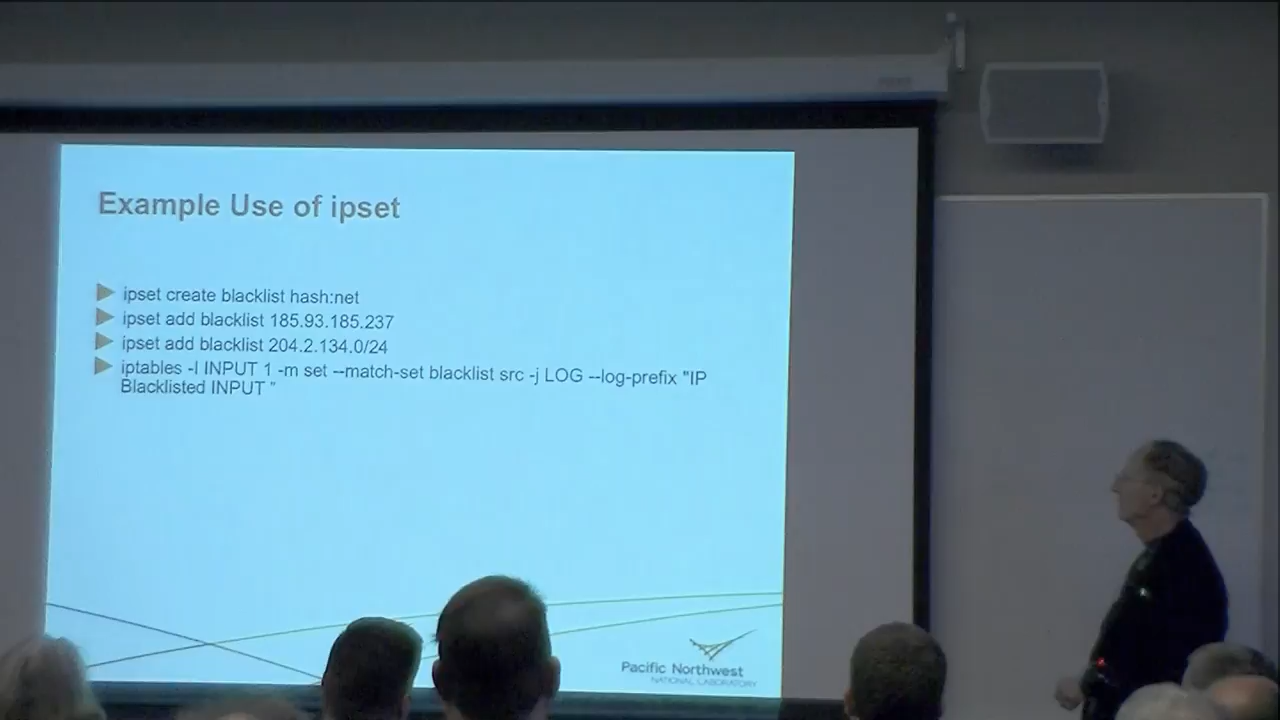 Example Use of ipset
ipset create blacklist hash:net
ipset add blacklist 185.93.185.237
ipset add blacklist 204.2.134.0/24
iptables -I INPUT 1 -m set --match-set blacklist src -j LOG --log-prefix "IP
Blacklisted INPUT "
Pacific Northwest
NATIONAL LABORATORY